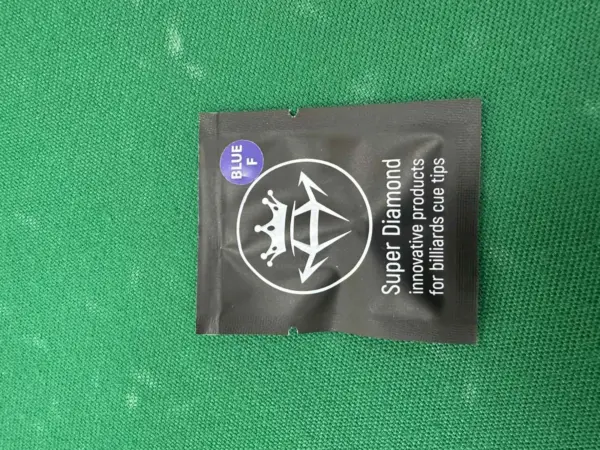 BLUE
F
Super Diamond
innovative products
for billiards cue tips